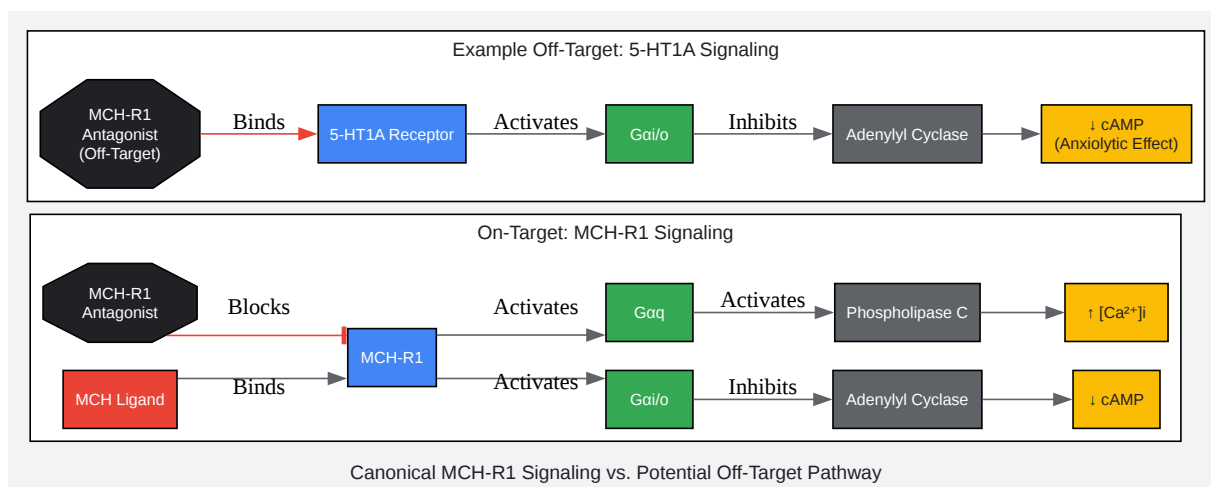 Example Off-Target: 5-HT1A Signaling
MCH-R1
Antagonist
(Off-Target)
Binds
5-HT1A Receptor
Activates
Gαi/o
Inhibits
Adenylyl Cyclase
↓ cAMP
(Anxiolytic Effect)
On-Target: MCH-R1 Signaling
MCH-R1
Antagonist
Blocks
MCH Ligand
Binds
MCH-R1
Activates
Gαq
Activates
Phospholipase C
↑ [Ca²⁺]i
Activates
Gαi/o
Inhibits
Adenylyl Cyclase
↓ cAMP
Canonical MCH-R1 Signaling vs. Potential Off-Target Pathway